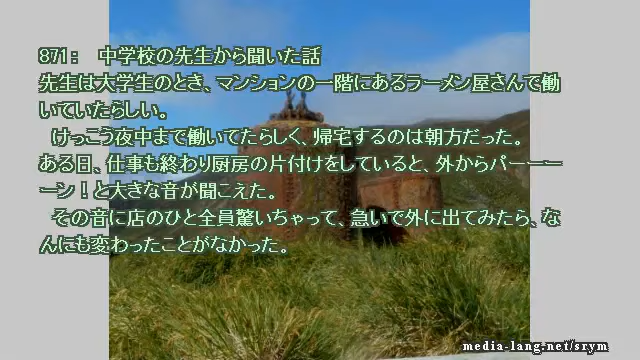 871：　中学校の先生から聞いた話
先生は大学生のとき、マンションの一階にあるラーメン屋さんで働
いていたらしい。
　けっこう夜中まで働いてたらしく、帰宅するのは朝方だった。
ある日、仕事も終わり厨房の片付けをしていると、外からパーーー
ーン！と大きな音が聞こえた。
　その音に店のひと全員驚いちゃって、急いで外に出てみたら、な
んにも変わったことがなかった。
media-lang.net/srym